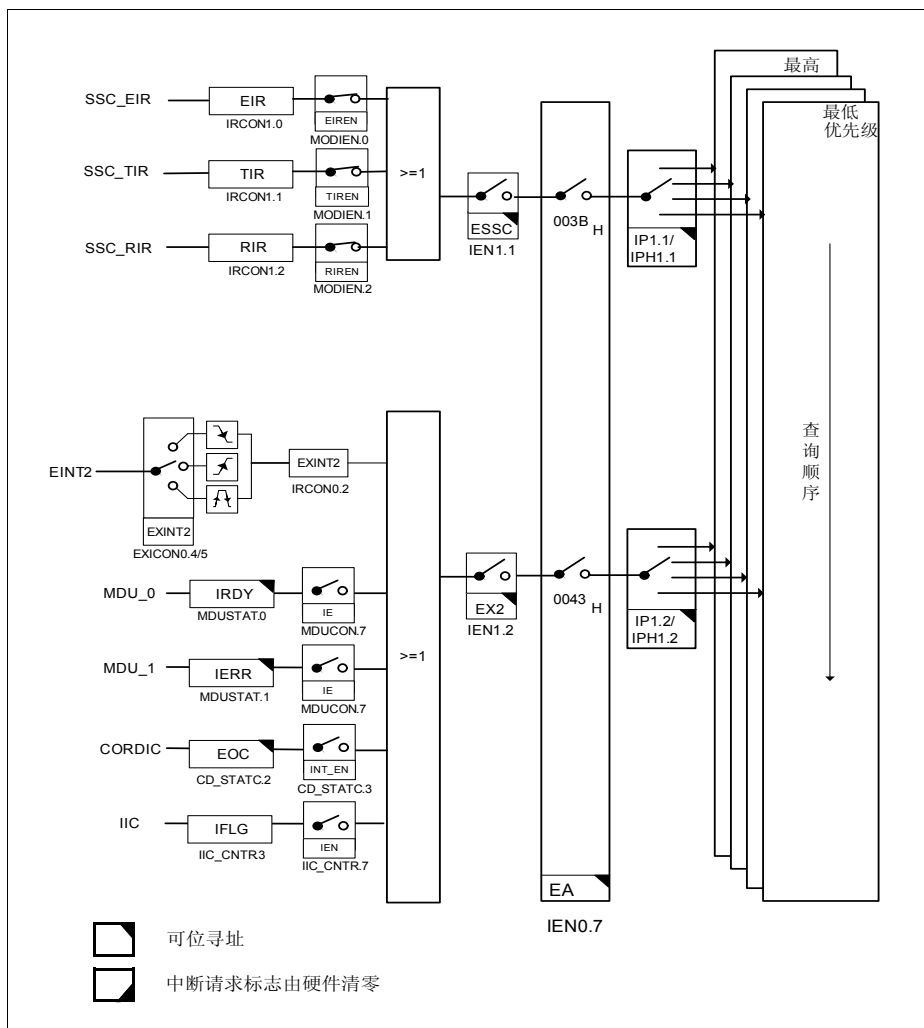 最高
最低
优先级
SSC_EIR
EIR
IRCON1.0
EIREN
MODIEN.0
SSC_TIR
TIR
IRCON1.1
TIREN
MODIEN.1
SSC_RIR
RIR
IRCON1.2
RIREN
MODIEN.2
>=1
ESSC
IEN1.1
003B H
IP1.1/
IPH1.1
EINT2
EXINT2
EXICON0.4/5
EXINT2
IRCON0.2
MDU_0
IRDY
MDUSTAT.0
IE
MDUCON.7
MDU_1
IERR
MDUSTAT.1
IE
MDUCON.7
CORDIC
EOC
CD_STATC.2
INT_EN
CD_STATC.3
IIC
IFLG
IIC_CNTR.3
IEN
IIC_CNTR.7
>=1
EX2
IEN1.2
0043 H
IP1.2/
IPH1.2
查询顺序
EA
IEN0.7
可位寻址
中断请求标志由硬件清零